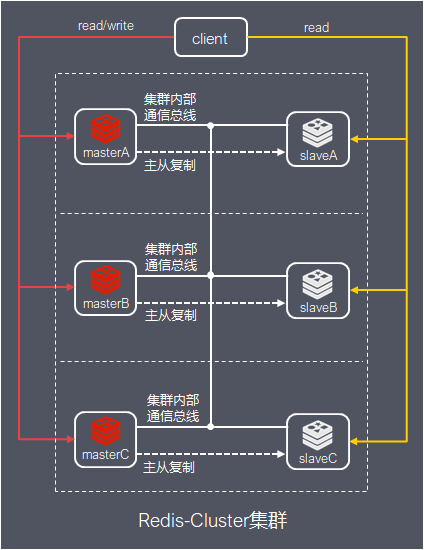 read/write
client
read
集群内部
通信总线
masterA
slaveA
主从复制
集群内部
通信总线
masterB
slaveB
主从复制
集群内部
通信总线
masterC
slaveC
主从复制
Redis-Cluster集群